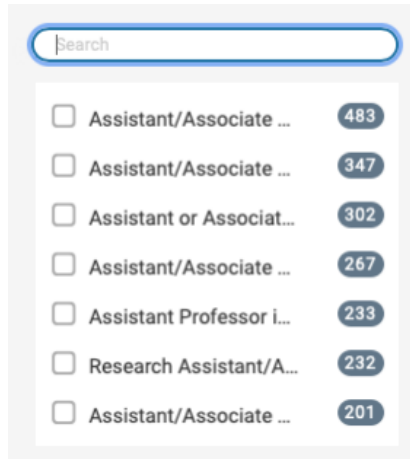 Search
Assistant/Associate ... 483
Assistant/Associate ... 347
Assistant or Associat... 302
Assistant/Associate ... 267
Assistant Professor i... 233
Research Assistant/A... 232
Assistant/Associate ... 201